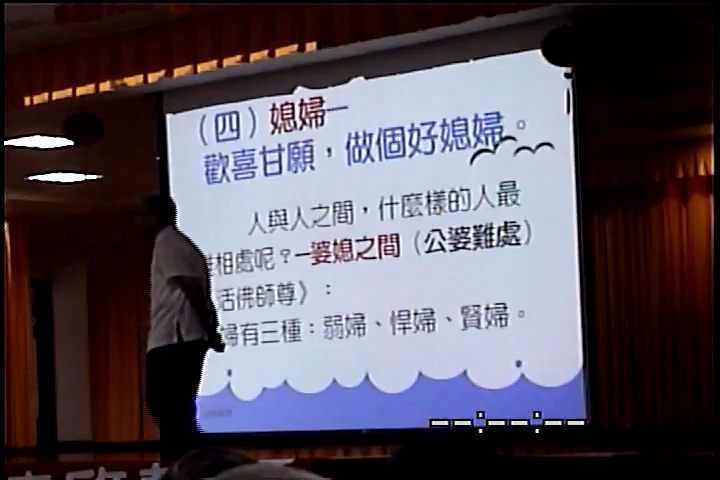 （四）媳婦—
歡喜甘願，做個好媳婦。
人與人之間，什麼樣的人最
相處呢？—婆媳之間（公婆難處）
活佛師尊》：
婦有三種：弱婦、悍婦、賢婦。
--:--:--